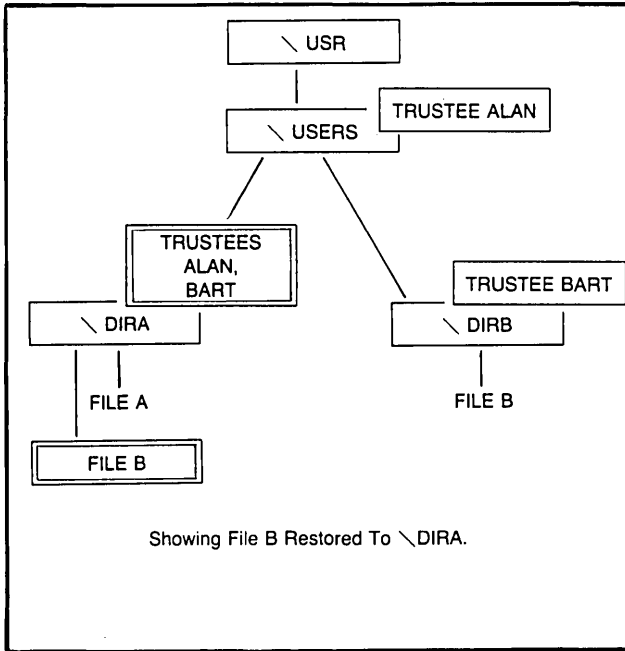 \ USR
TRUSTEE ALAN
\ USERS
TRUSTEES
ALAN,
BART
TRUSTEE BART
\ DIRA
\ DIRB
FILE A
FILE B
FILE B
Showing File B Restored To \DIRA.